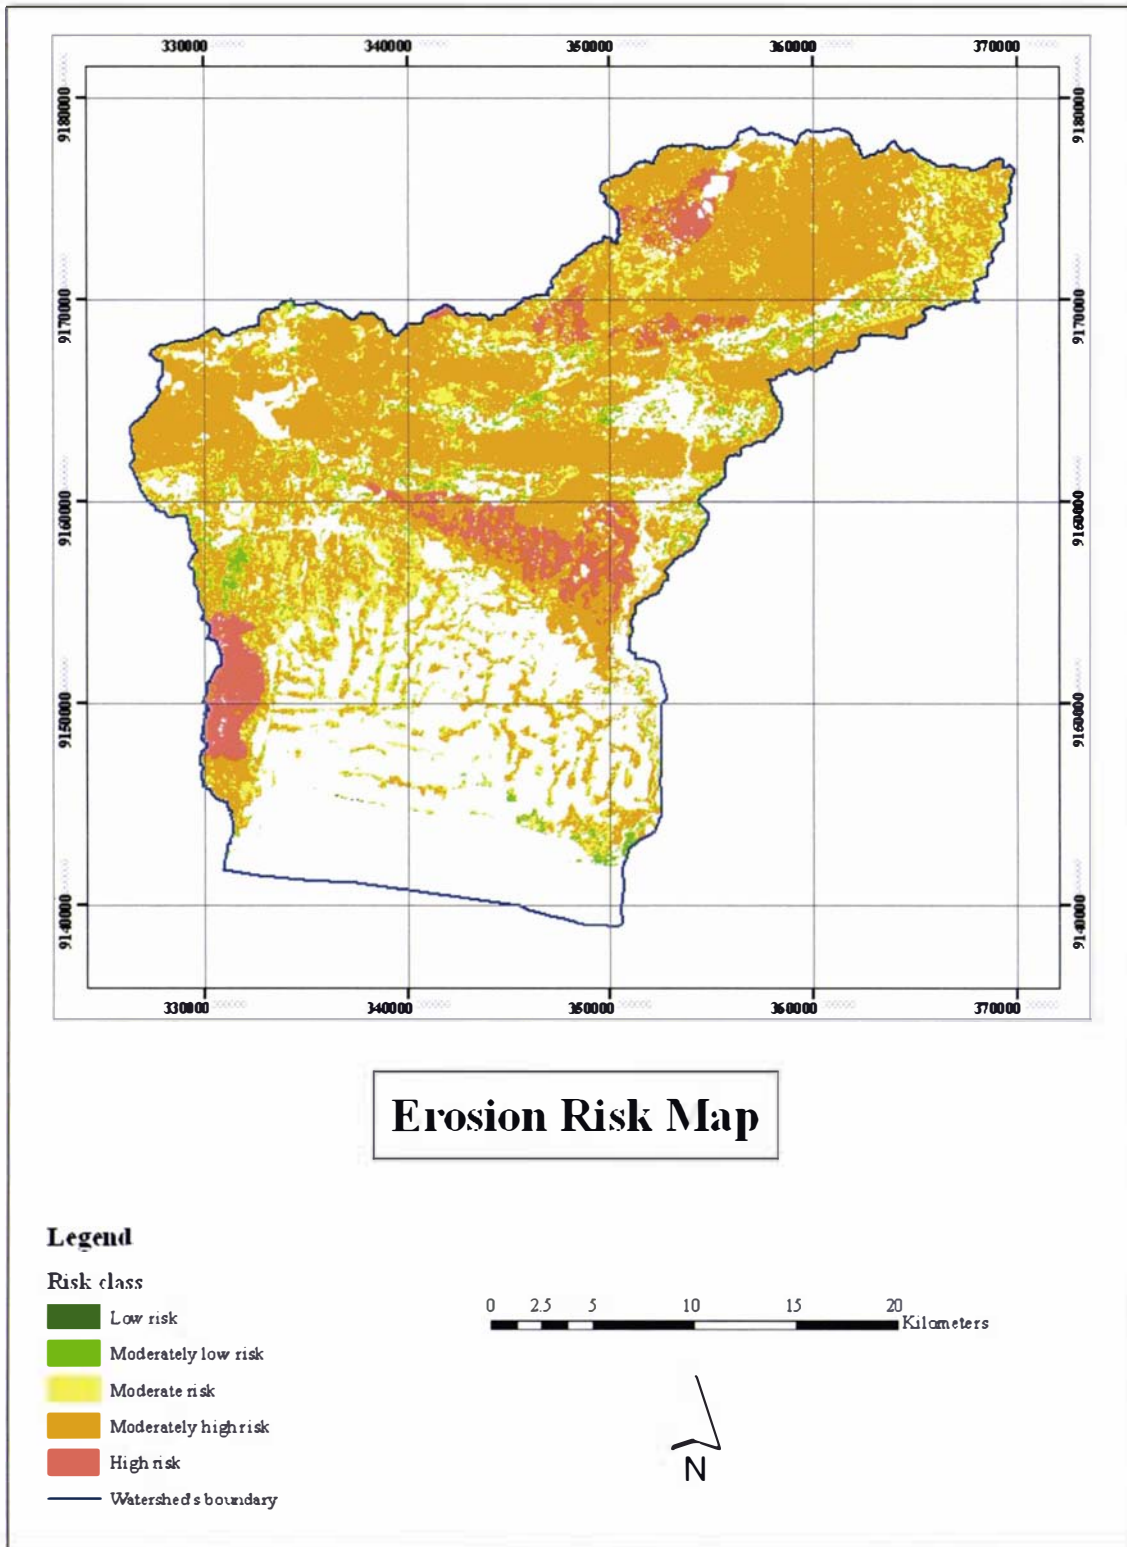 330000 340000 350000 360000 370000
9180000 9180000
9170000 9170000
9160000 9160000
9150000 9150000
9140000 9140000
330000 340000 350000 360000 370000
Erosion Risk Map
Legend
Risk class
Low risk
Moderately low risk
Moderate risk
Moderately high risk
High risk
Watershed's boundary
0 2.5 5 10 15 20
Kilometers
N